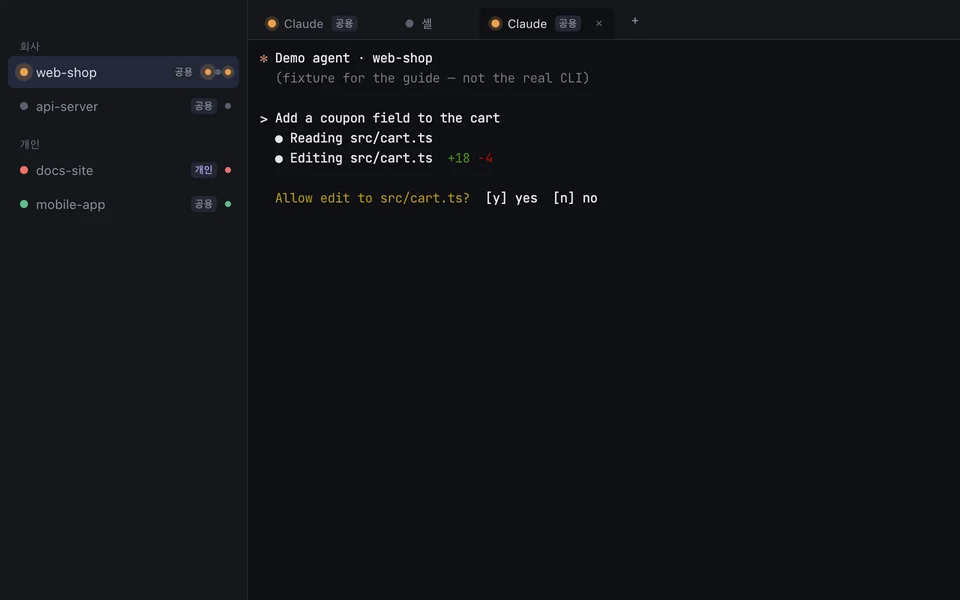 회사
web-shop 공용
api-server 공용
개인
docs-site 개인
mobile-app 공용
Claude 공용 셸 Claude 공용 × +
* Demo agent · web-shop
(fixture for the guide — not the real CLI)
> Add a coupon field to the cart
● Reading src/cart.ts
● Editing src/cart.ts +18 -4
Allow edit to src/cart.ts? [y] yes [n] no